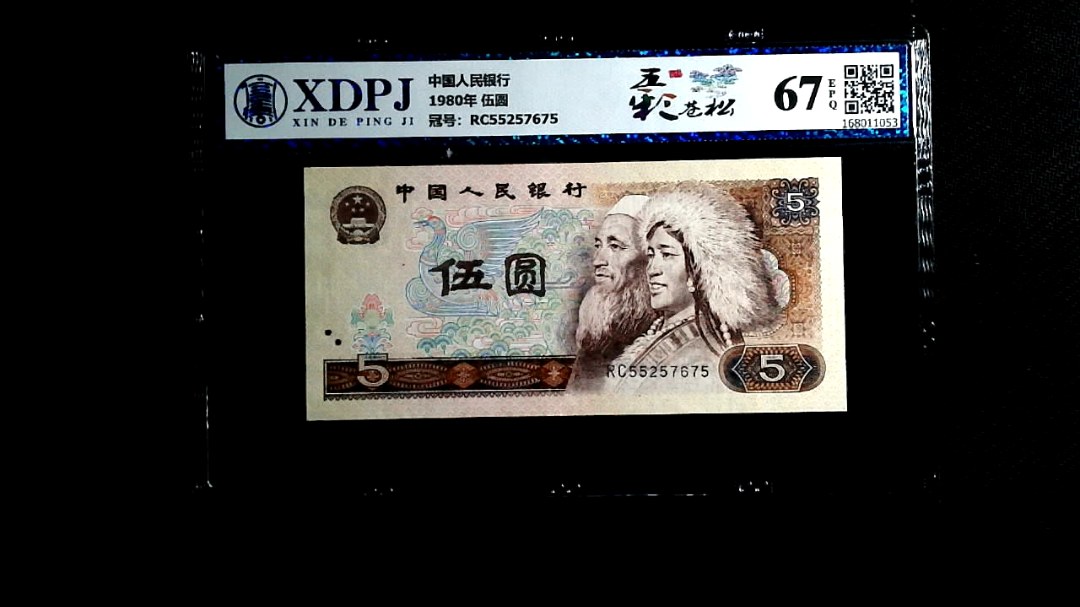 XDPJ
XIN DE PING JI
中国人民银行
1980年 伍圆
冠号：RC55257675
五彩苍松
67
EPQ
168011053
中国人民银行
5
伍圆
5
RC55257675
5